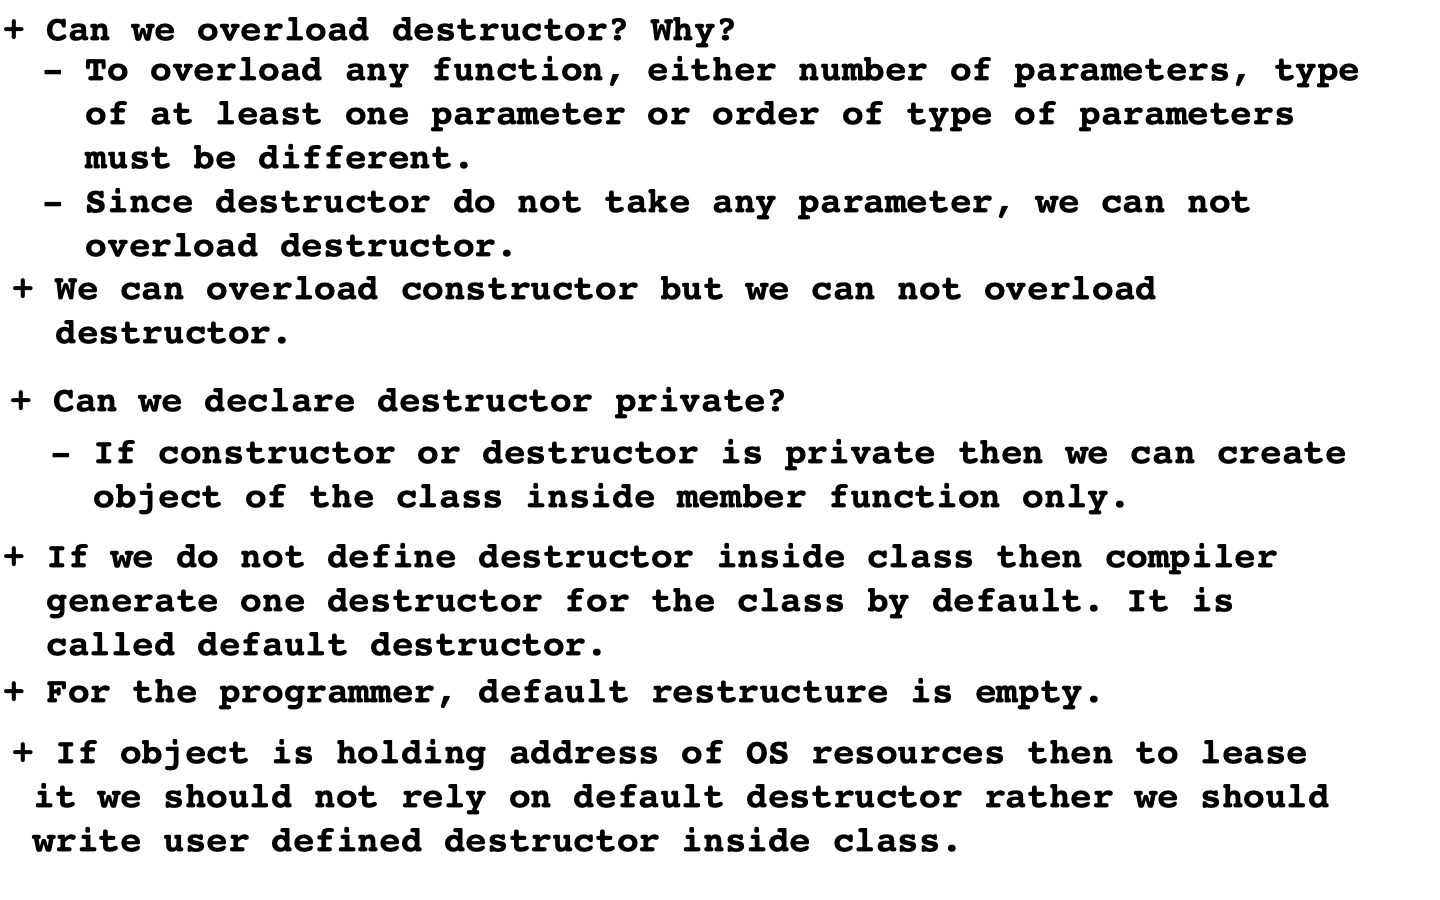 + Can we overload destructor? Why?
- To overload any function, either number of parameters, type
of at least one parameter or order of type of parameters
must be different.
- Since destructor do not take any parameter, we can not
overload destructor.
+ We can overload constructor but we can not overload
destructor.
+ Can we declare destructor private?
- If constructor or destructor is private then we can create
object of the class inside member function only.
+ If we do not define destructor inside class then compiler
generate one destructor for the class by default. It is
called default destructor.
+ For the programmer, default restructure is empty.
+ If object is holding address of OS resources then to lease
it we should not rely on default destructor rather we should
write user defined destructor inside class.